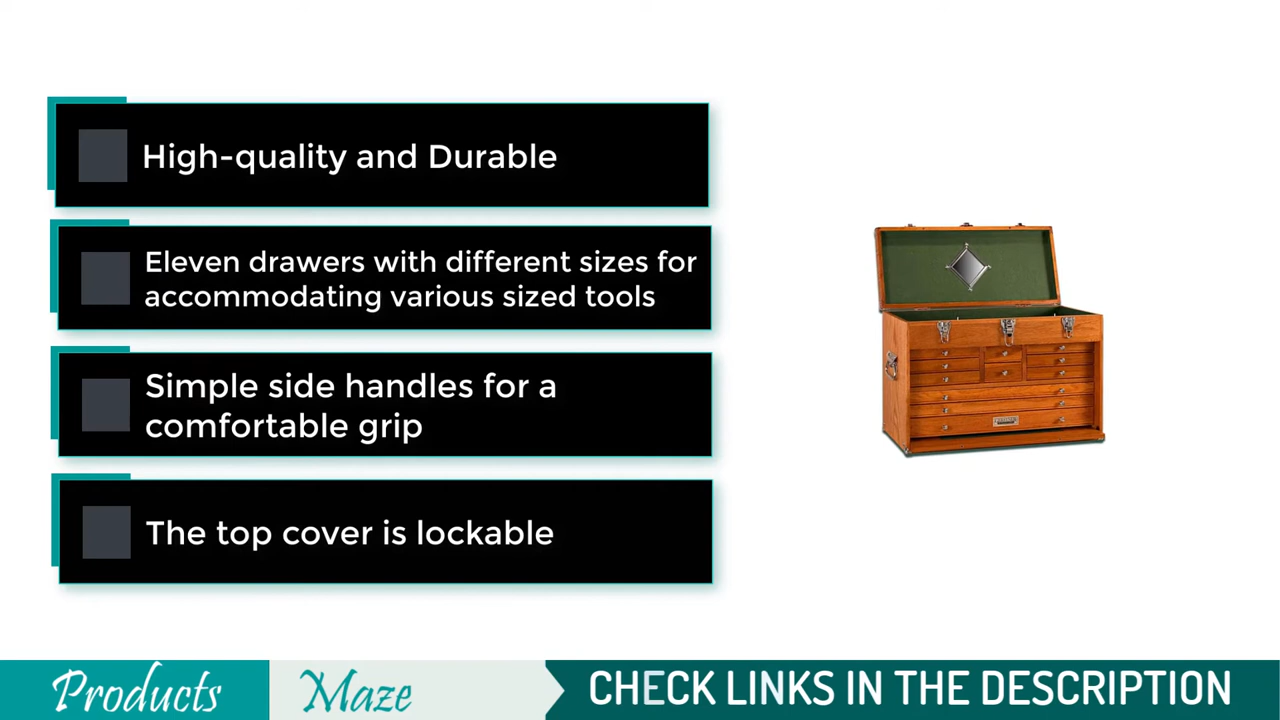 High-quality and Durable
Eleven drawers with different sizes for
accommodating various sized tools
Simple side handles for a
comfortable grip
The top cover is lockable
Products Maze CHECK LINKS IN THE DESCRIPTION